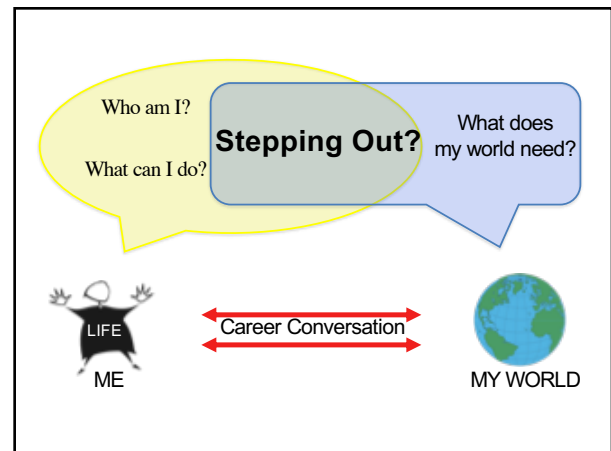 Who am I?
What can I do?
Stepping Out?
What does
my world need?
LIFE
ME
Career Conversation
MY WORLD